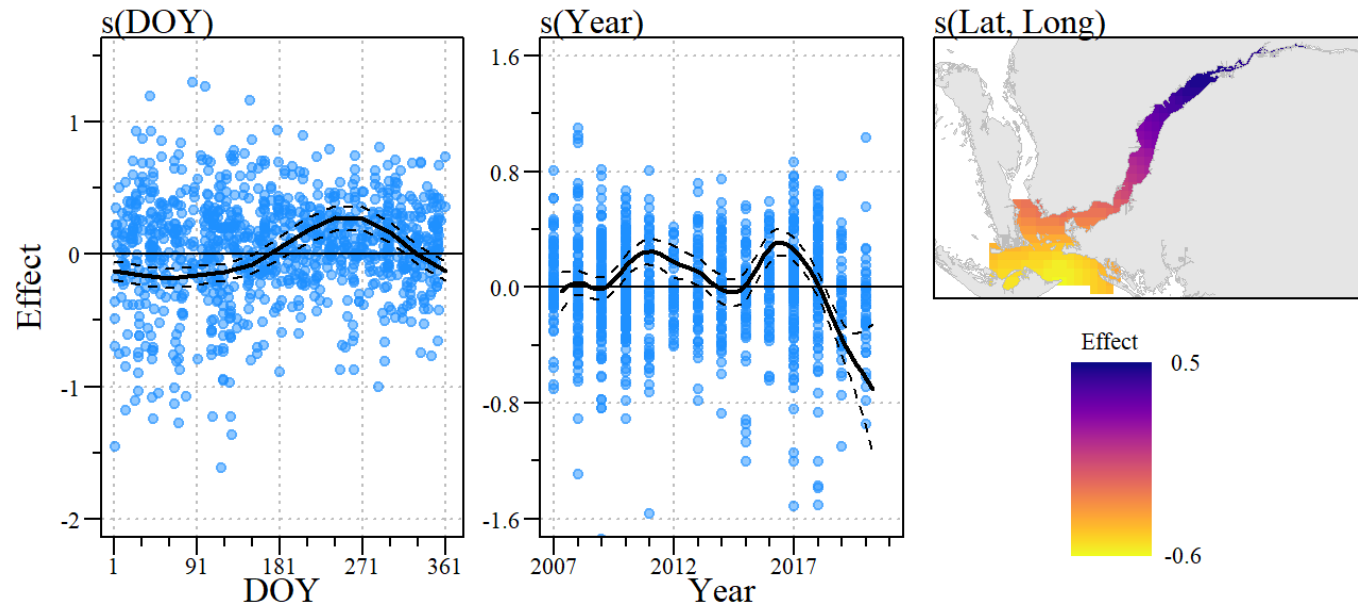 s(DOY)
s(Year)
s(Lat, Long)
Effect
1
0
-1
-2
1
91
181
271
361
DOY
1.6
0.8
0.0
-0.8
-1.6
2007
2012
2017
Year
Effect
0.5
-0.6